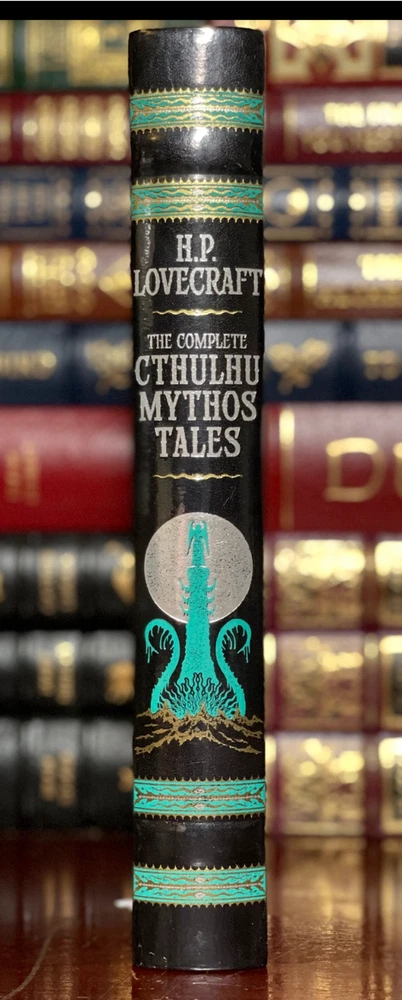 H.P.
LOVECRAFT
THE COMPLETE
CTHULHU
MYTHOS
TALES